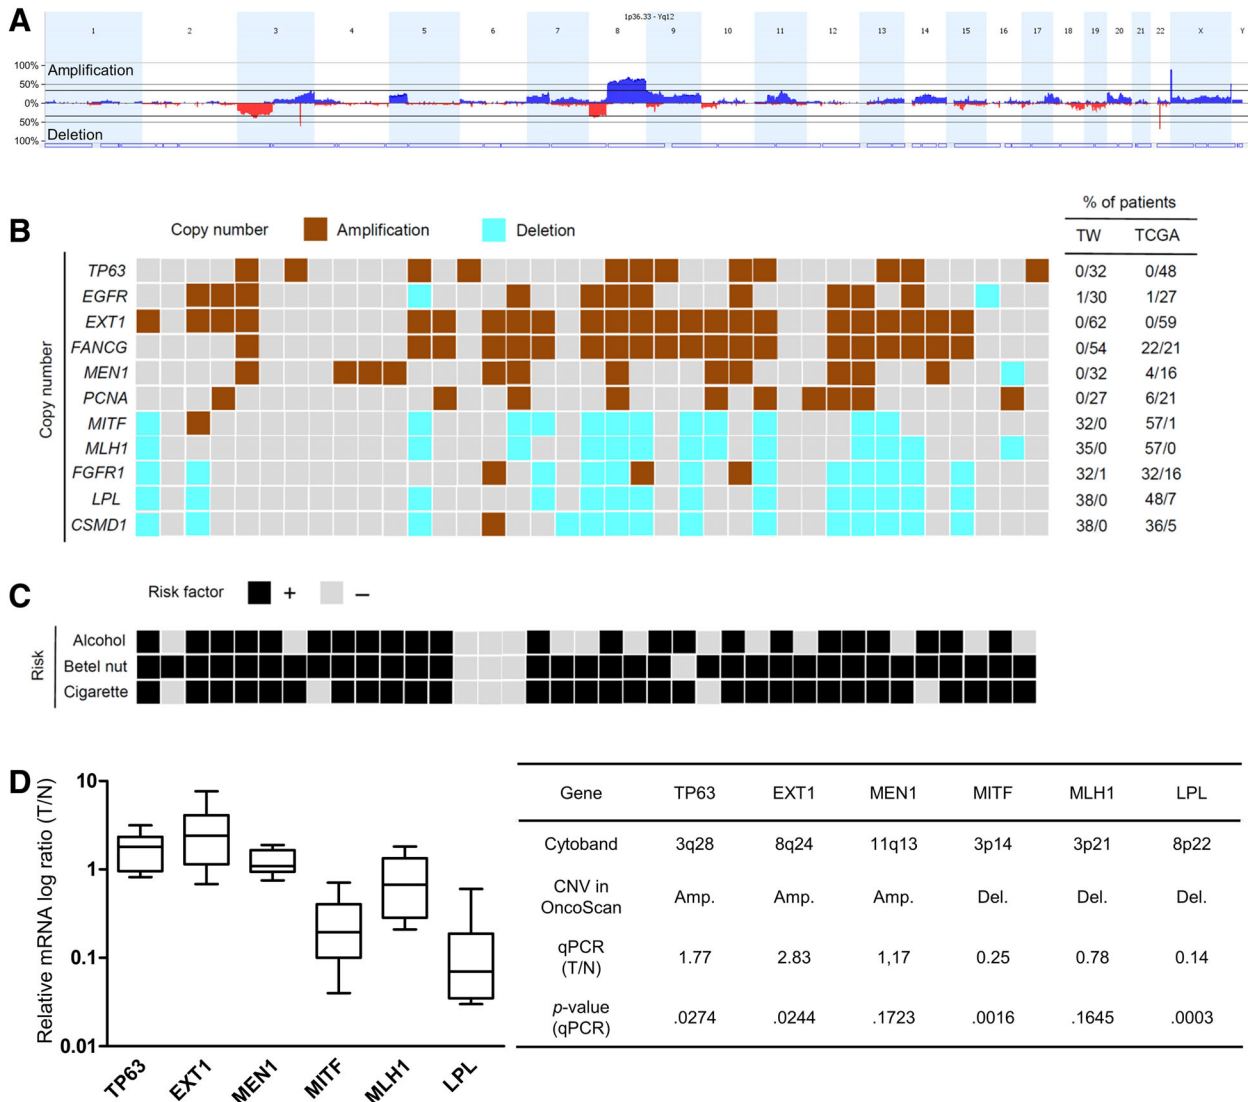 A
1p36.33 - Yq12
1 2 3 4 5 6 7 8 9 10 11 12 13 14 15 16 17 18 19 20 21 22 X Y
100%
Amplification
50%
0%
50%
Deletion
100%
B
Copy number Amplification Deletion
% of patients
TW TCGA
Copy number
TP63 0/32 0/48
EGFR 1/30 1/27
EXT1 0/62 0/59
FANCG 0/54 22/21
MEN1 0/32 4/16
PCNA 0/27 6/21
MITF 32/0 57/1
MLH1 35/0 57/0
FGFR1 32/1 32/16
LPL 38/0 48/7
CSMD1 38/0 36/5
C
Risk factor + –
Risk
Alcohol
Betel nut
Cigarette
D
Relative mRNA log ratio (T/N)
10
1
0.1
0.01
TP63 EXT1 MEN1 MITF MLH1 LPL
Gene TP63 EXT1 MEN1 MITF MLH1 LPL
Cytoband 3q28 8q24 11q13 3p14 3p21 8p22
CNV in
OncoScan Amp. Amp. Amp. Del. Del. Del.
qPCR
(T/N) 1.77 2.83 1,17 0.25 0.78 0.14
p-value
(qPCR) .0274 .0244 .1723 .0016 .1645 .0003